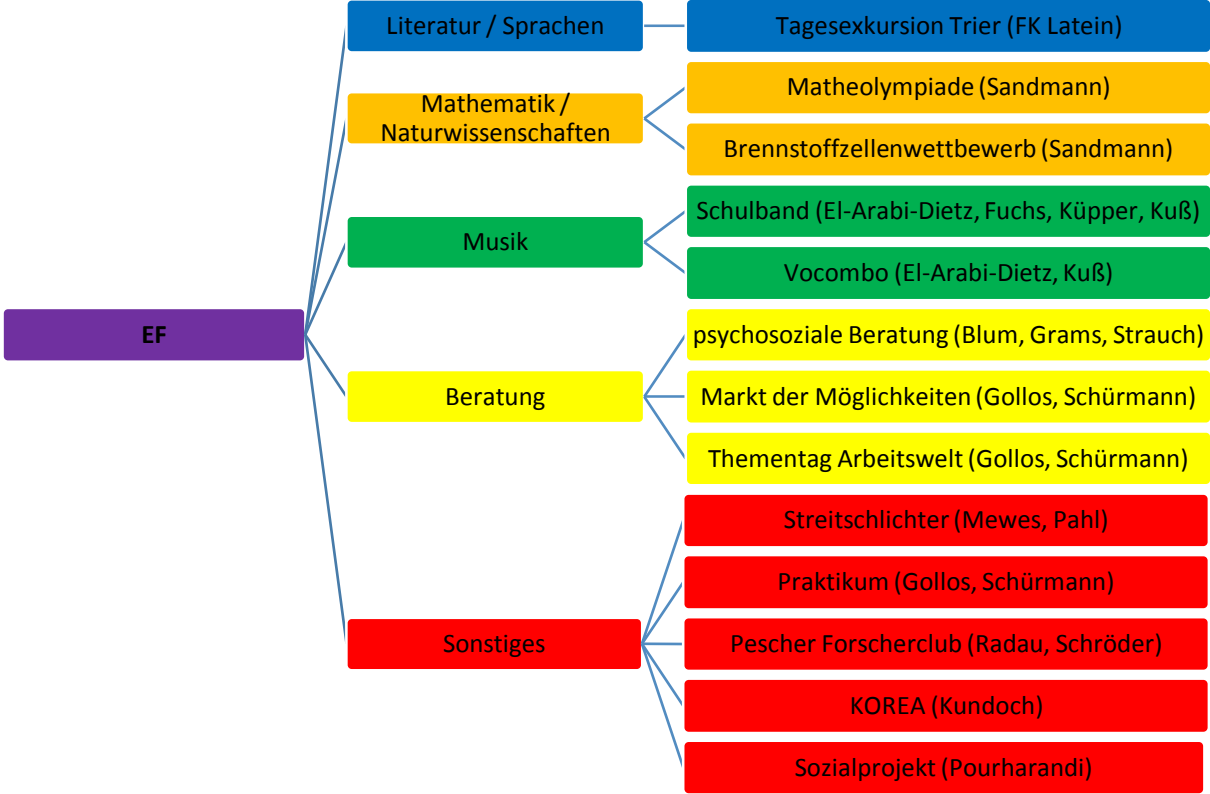 EF
Literatur / Sprachen
Tagesexkursion Trier (FK Latein)
Mathematik /
Naturwissenschaften
Matheolympiade (Sandmann)
Brennstoffzellenwettbewerb (Sandmann)
Musik
Schulband (El-Arabi-Dietz, Fuchs, Küpper, Kuß)
Vocombo (El-Arabi-Dietz, Kuß)
Beratung
psychosoziale Beratung (Blum, Grams, Strauch)
Markt der Möglichkeiten (Gollos, Schürmann)
Thementag Arbeitswelt (Gollos, Schürmann)
Sonstiges
Streitschlichter (Mewes, Pahl)
Praktikum (Gollos, Schürmann)
Pescher Forscherclub (Radau, Schröder)
KOREA (Kundoch)
Sozialprojekt (Pourharandi)